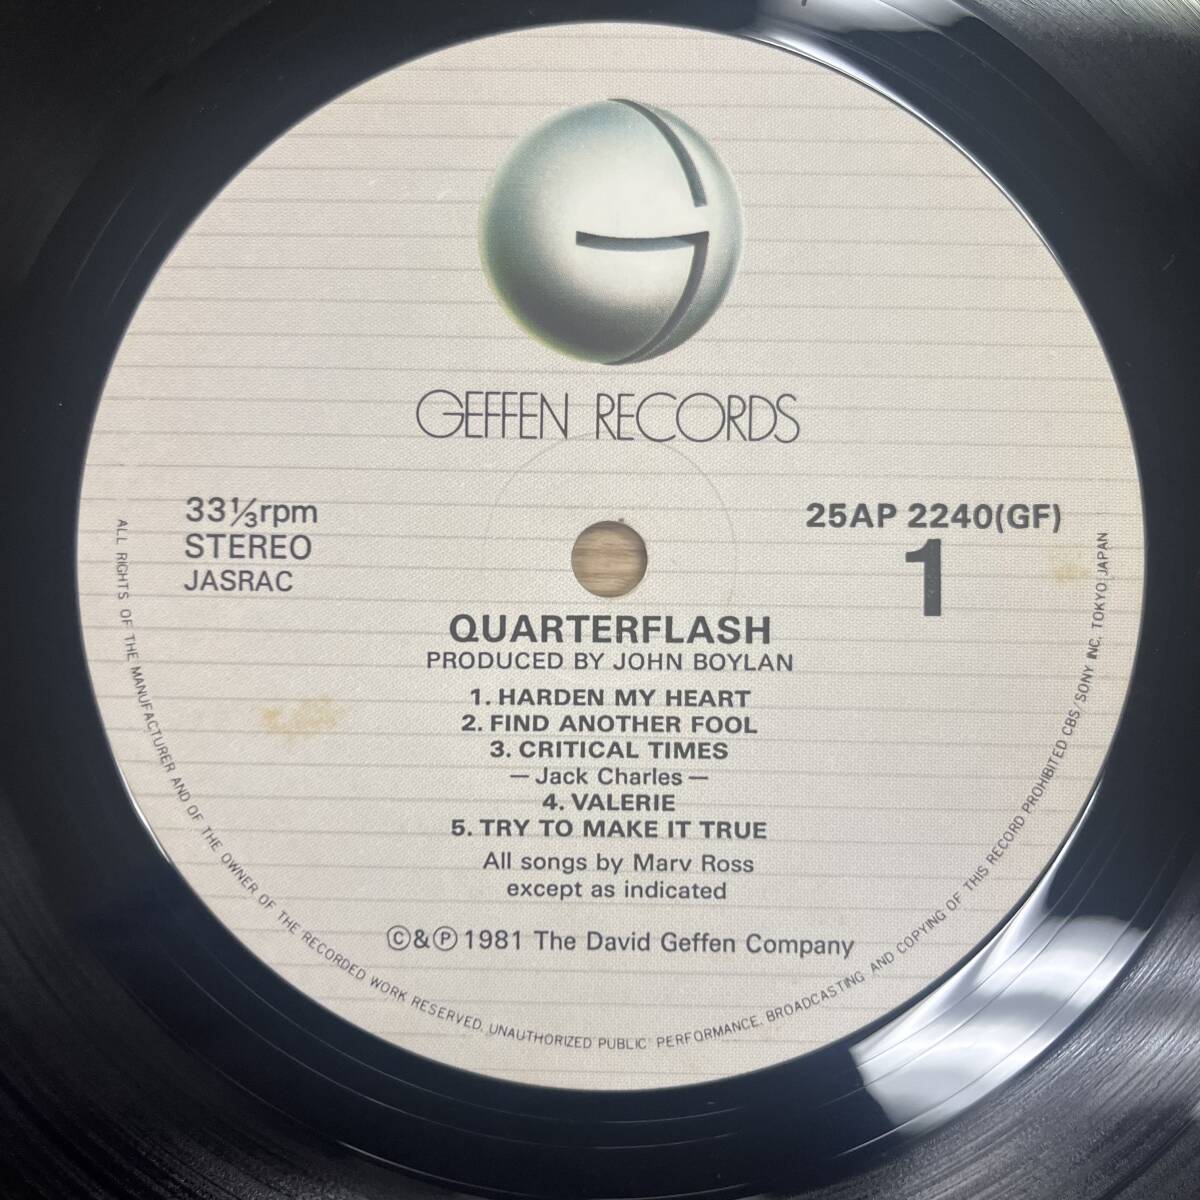 GEFFEN RECORDS
33⅓rpm
STEREO
JASRAC
25AP 2240(GF)
1
QUARTERFLASH
PRODUCED BY JOHN BOYLAN
1. HARDEN MY HEART
2. FIND ANOTHER FOOL
3. CRITICAL TIMES
— Jack Charles —
4. VALERIE
5. TRY TO MAKE IT TRUE
All songs by Marv Ross
except as indicated
©&℗ 1981 The David Geffen Company
ALL RIGHTS OF THE MANUFACTURER AND OF THE OWNER OF THE RECORDED WORK RESERVED. UNAUTHORIZED PUBLIC PERFORMANCE. BROADCASTING AND COPYING OF THIS RECORD PROHIBITED CBS/SONY INC. TOKYO, JAPAN